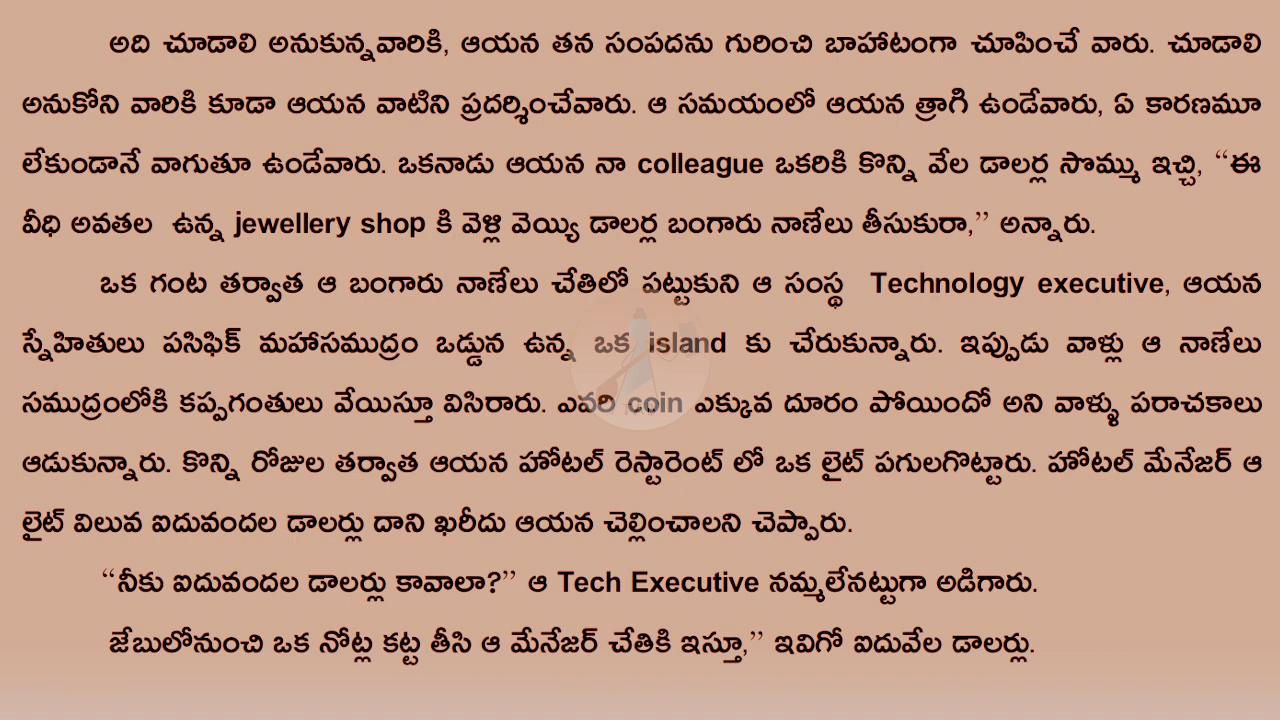 అది చూడాలి అనుకున్నవారికి, ఆయన తన సంపదను గురించి బాహాటంగా చూపించే వారు. చూడాలి
అనుకోని వారికి కూడా ఆయన వాటిని ప్రదర్శించేవారు. ఆ సమయంలో ఆయన త్రాగి ఉండేవారు, ఏ కారణమూ
లేకుండానే వాగుతూ ఉండేవారు. ఒకనాడు ఆయన నా colleague ఒకరికి కొన్ని వేల డాలర్ల సొమ్ము ఇచ్చి, “ఈ
వీధి అవతల ఉన్న jewellery shop కి వెళ్లి వెయ్యి డాలర్ల బంగారు నాణేలు తీసుకురా,” అన్నారు.
ఒక గంట తర్వాత ఆ బంగారు నాణేలు చేతిలో పట్టుకుని ఆ సంస్థ Technology executive, ఆయన
స్నేహితులు పసిఫిక్ మహాసముద్రం ఒడ్డున ఉన్న ఒక island కు చేరుకున్నారు. ఇప్పుడు వాళ్లు ఆ నాణేలు
సముద్రంలోకి కప్పగంతులు వేయిస్తూ విసిరారు. ఎవరి coin ఎక్కువ దూరం పోయిందో అని వాళ్ళు పరాచకాలు
ఆడుకున్నారు. కొన్ని రోజుల తర్వాత ఆయన హోటల్ రెస్టారెంట్ లో ఒక లైట్ పగులగొట్టారు. హోటల్ మేనేజర్ ఆ
లైట్ విలువ ఐదువందల డాలర్లు దాని ఖరీదు ఆయన చెల్లించాలని చెప్పారు.
“నీకు ఐదువందల డాలర్లు కావాలా?” ఆ Tech Executive నమ్మలేనట్టుగా అడిగారు.
జేబులోనుంచి ఒక నోట్ల కట్ట తీసి ఆ మేనేజర్ చేతికి ఇస్తూ,” ఇవిగో ఐదువేల డాలర్లు.